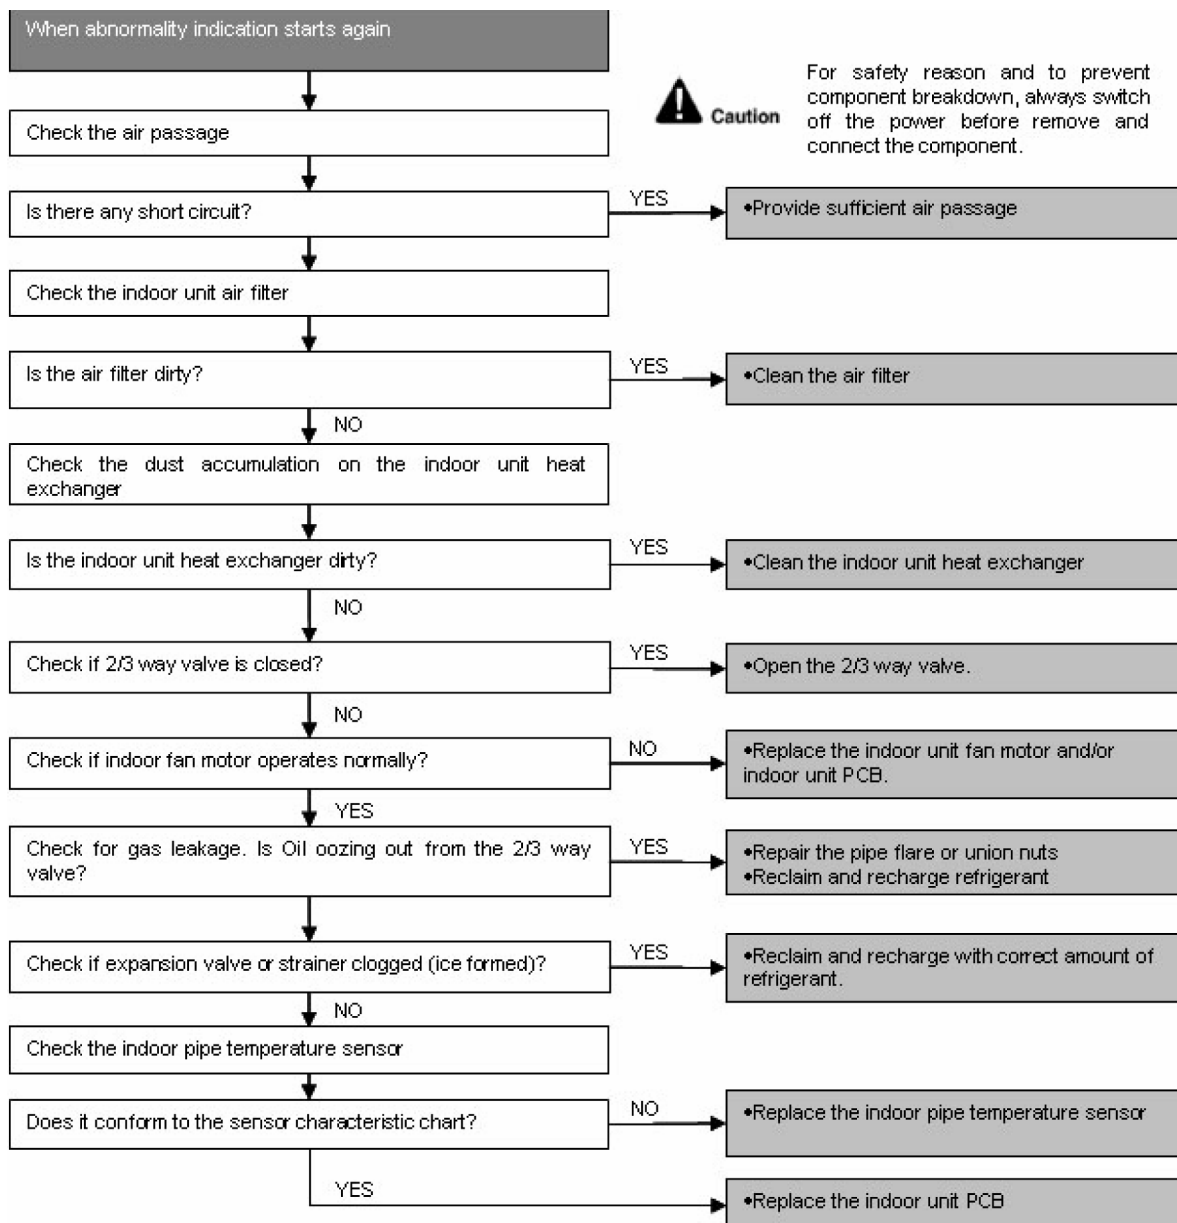 When abnormality indication starts again
For safety reason and to prevent
component breakdown, always switch
off the power before remove and
connect the component.
Caution
Check the air passage
Is there any short circuit?
YES
•Provide sufficient air passage
Check the indoor unit air filter
Is the air filter dirty?
YES
•Clean the air filter
NO
Check the dust accumulation on the indoor unit heat
exchanger
Is the indoor unit heat exchanger dirty?
YES
•Clean the indoor unit heat exchanger
NO
Check if 2/3 way valve is closed?
YES
•Open the 2/3 way valve.
NO
Check if indoor fan motor operates normally?
NO
•Replace the indoor unit fan motor and/or
indoor unit PCB.
YES
Check for gas leakage. Is Oil oozing out from the 2/3 way
valve?
YES
•Repair the pipe flare or union nuts
•Reclaim and recharge refrigerant
Check if expansion valve or strainer clogged (ice formed)?
YES
•Reclaim and recharge with correct amount of
refrigerant.
NO
Check the indoor pipe temperature sensor
Does it conform to the sensor characteristic chart?
NO
•Replace the indoor pipe temperature sensor
YES
•Replace the indoor unit PCB